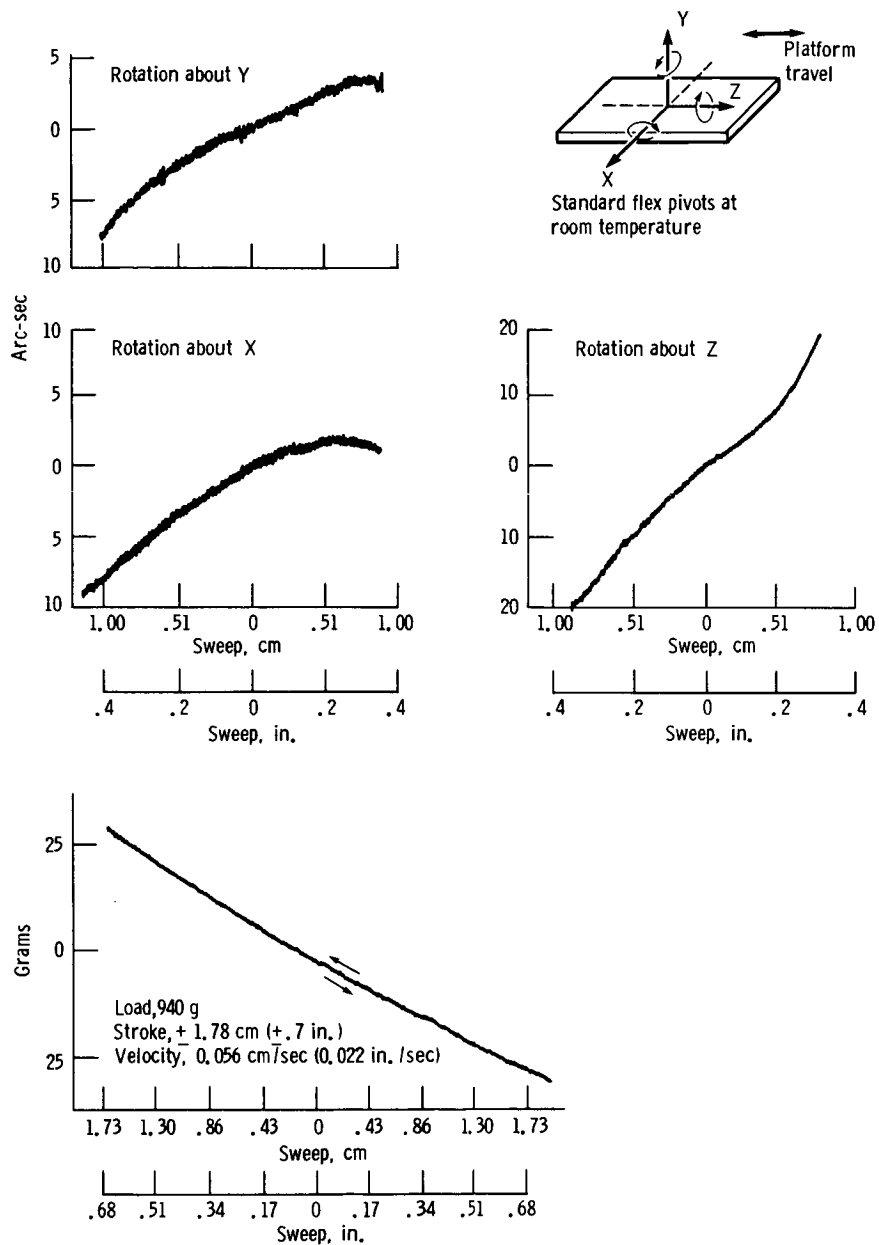 5
0
5
10
Rotation about Y
Y
Z
X
Platform
travel
Standard flex pivots at
room temperature
Arc-sec
10
5
0
5
10
Rotation about X
1.00 .51 0 .51 1.00
Sweep, cm
.4 .2 0 .2 .4
Sweep, in.
20
10
0
10
20
Rotation about Z
1.00 .51 0 .51 1.00
Sweep, cm
.4 .2 0 .2 .4
Sweep, in.
Grams
25
0
25
Load, 940 g
Stroke, ± 1.78 cm (±.7 in.)
Velocity, 0.056 cm/sec (0.022 in./sec)
1.73 1.30 .86 .43 0 .43 .86 1.30 1.73
Sweep, cm
.68 .51 .34 .17 0 .17 .34 .51 .68
Sweep, in.